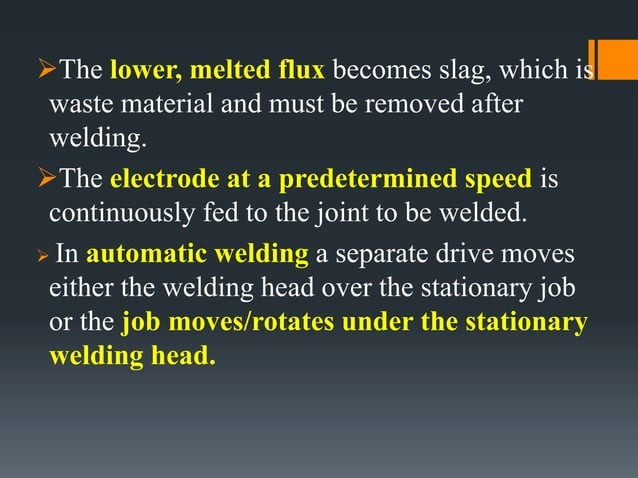 ➢The lower, melted flux becomes slag, which is
waste material and must be removed after
welding.
➢The electrode at a predetermined speed is
continuously fed to the joint to be welded.
➢ In automatic welding a separate drive moves
either the welding head over the stationary job
or the job moves/rotates under the stationary
welding head.